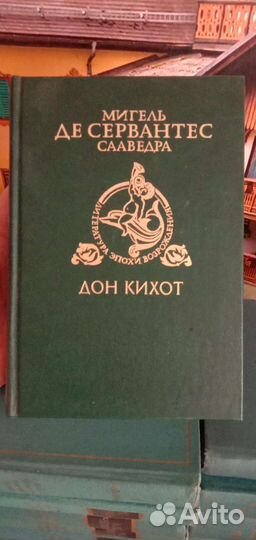 МИГЕЛЬ
ДЕ СЕРВАНТЕС
СААВЕДРА
ЛИТЕРАТУРА ЭПОХИ ВОЗРОЖДЕНИЯ
ДОН КИХОТ
Avito